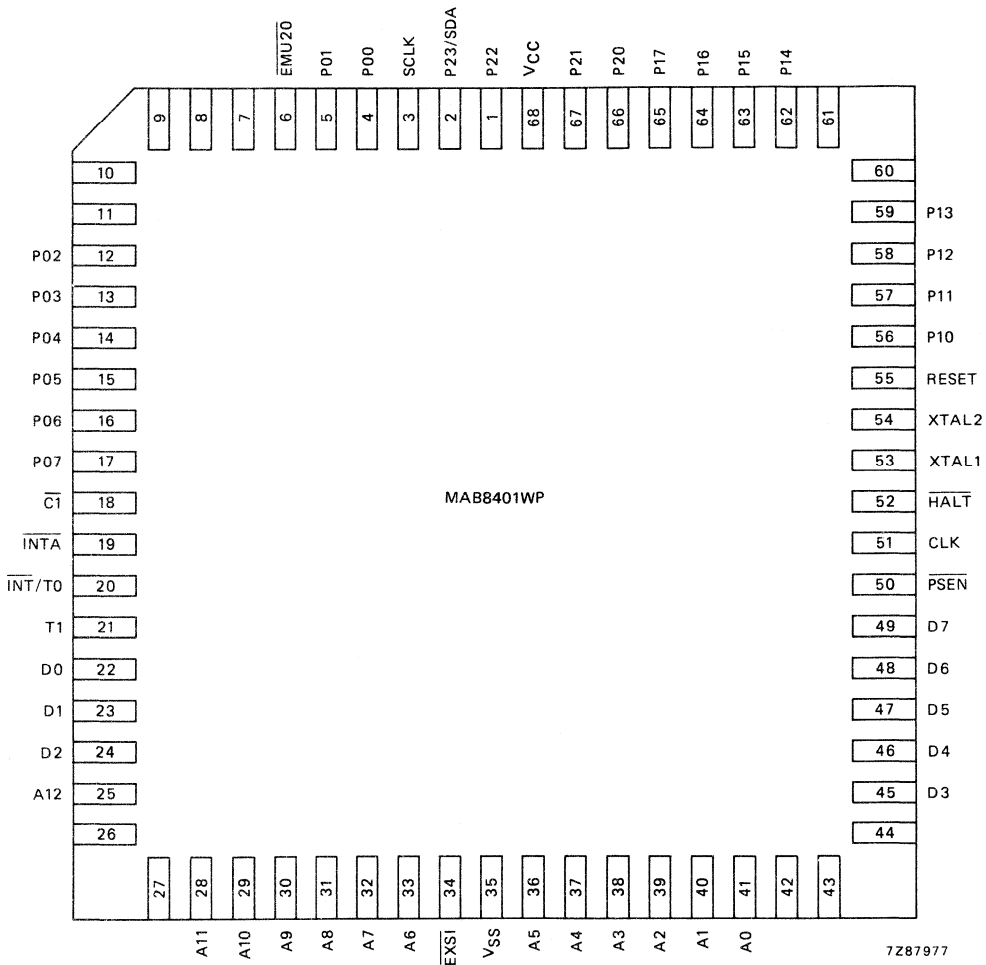 EMU20
P01
P00
SCLK
P23/SDA
P22
VCC
P21
P20
P17
P16
P15
P14
9
8
7
6
5
4
3
2
1
68
67
66
65
64
63
62
61
10
60
11
59 P13
P02 12
58 P12
P03 13
57 P11
P04 14
56 P10
P05 15
55 RESET
P06 16
54 XTAL2
P07 17
53 XTAL1
C1 18
MAB8401WP
52 HALT
INTA 19
51 CLK
INT/T0 20
50 PSEN
T1 21
49 D7
D0 22
48 D6
D1 23
47 D5
D2 24
46 D4
A12 25
45 D3
26
44
27
28
29
30
31
32
33
34
35
36
37
38
39
40
41
42
43
A11
A10
A9
A8
A7
A6
EXSI
VSS
A5
A4
A3
A2
A1
A0
7Z87977